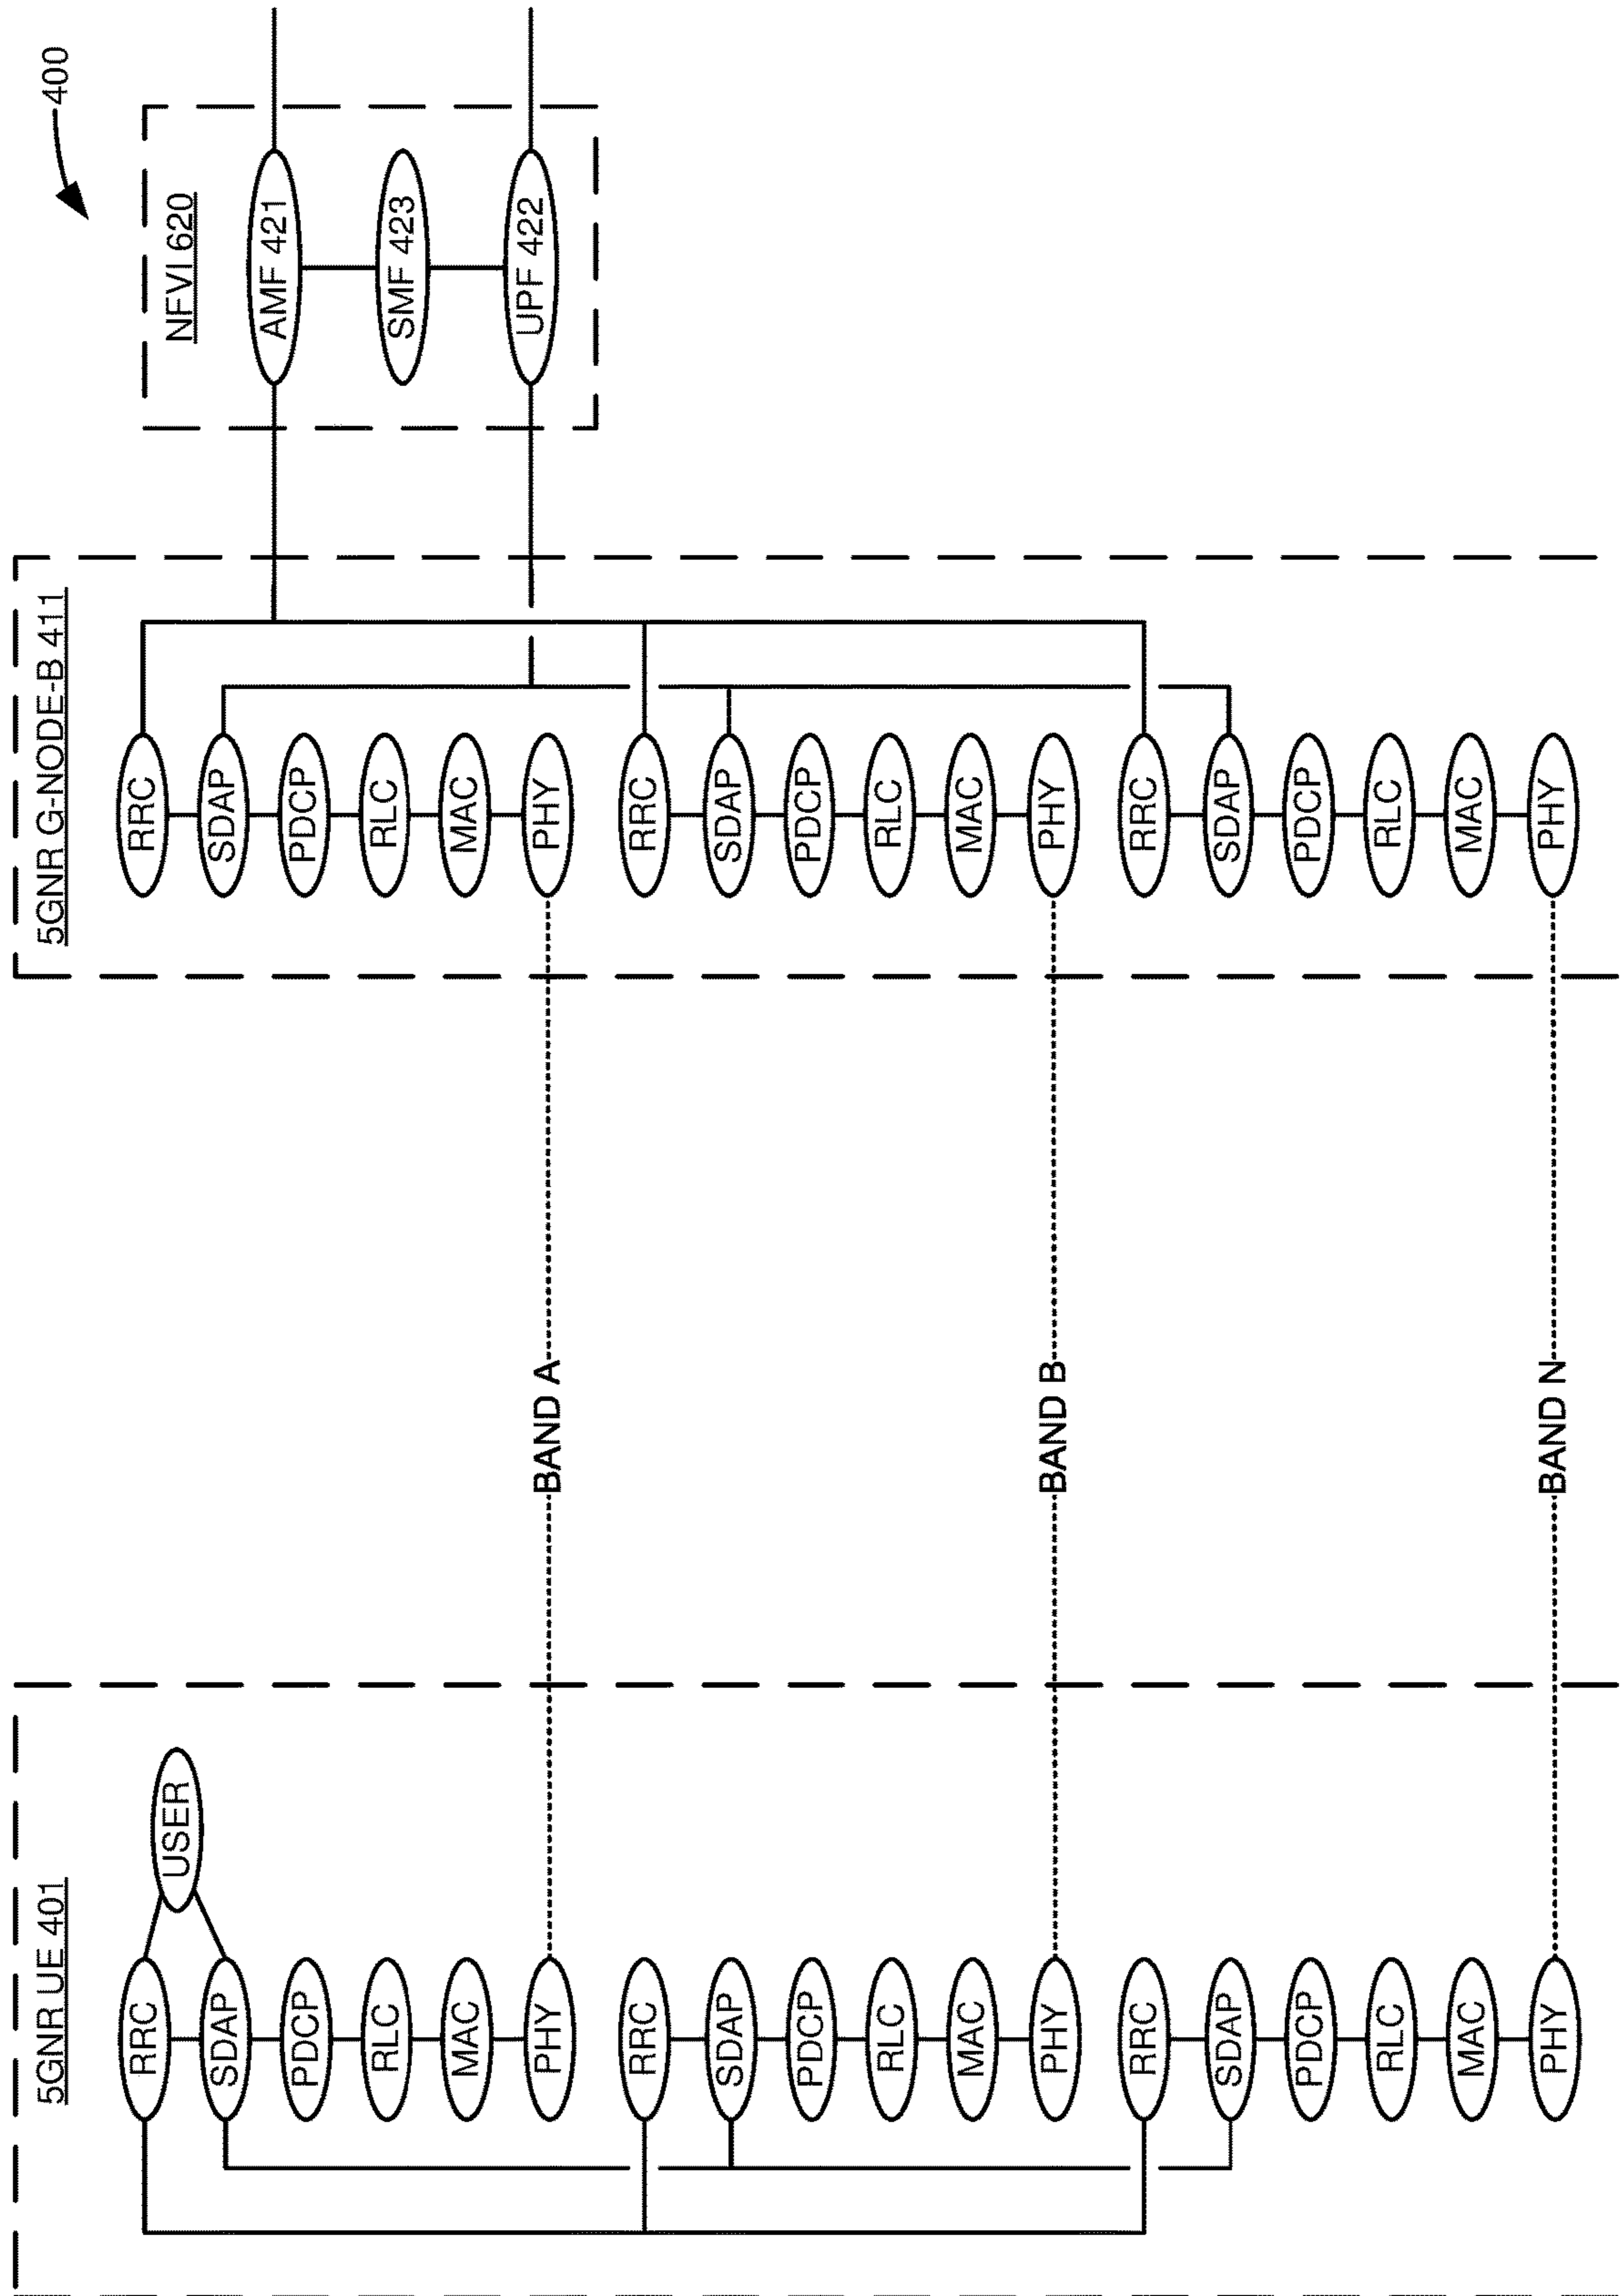 400
5GNR UE 401
USER
RRC
SDAP
PDCP
RLC
MAC
PHY
RRC
SDAP
PDCP
RLC
MAC
PHY
RRC
SDAP
PDCP
RLC
MAC
PHY
BAND A
BAND B
BAND N
5GNR G-NODE-B 411
RRC
SDAP
PDCP
RLC
MAC
PHY
RRC
SDAP
PDCP
RLC
MAC
PHY
RRC
SDAP
PDCP
RLC
MAC
PHY
NFVI 620
AMF 421
SMF 423
UPF 422